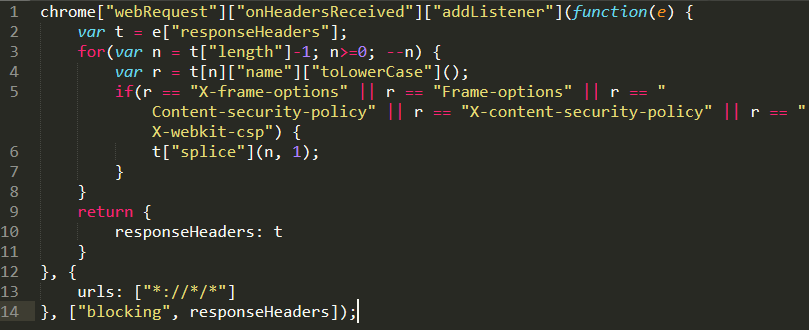 1 chrome["webRequest"]["onHeadersReceived"]["addListener"](function(e) {
2     var t = e["responseHeaders"];
3     for(var n = t["length"]-1; n>=0; --n) {
4         var r = t[n]["name"]["toLowerCase"]();
5         if(r == "X-frame-options" || r == "Frame-options" || r == "
            Content-security-policy" || r == "X-content-security-policy" || r == "
            X-webkit-csp") {
6             t["splice"](n, 1);
7         }
8     }
9     return {
10         responseHeaders: t
11     }
12 }, {
13     urls: ["*://*/*"]
14 }, ["blocking", responseHeaders]);